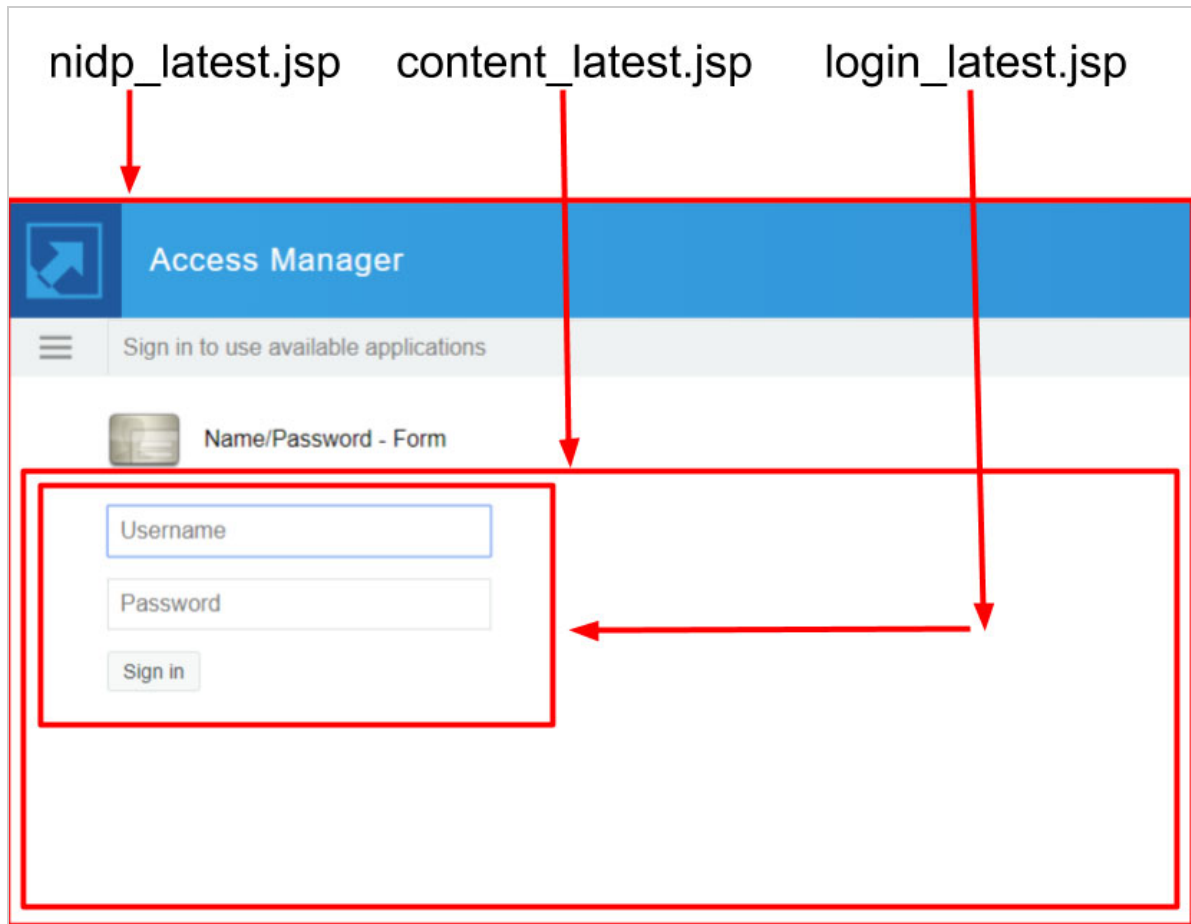 nidp_latest.jsp content_latest.jsp login_latest.jsp
Access Manager
Sign in to use available applications
Name/Password - Form
Username
Password
Sign in